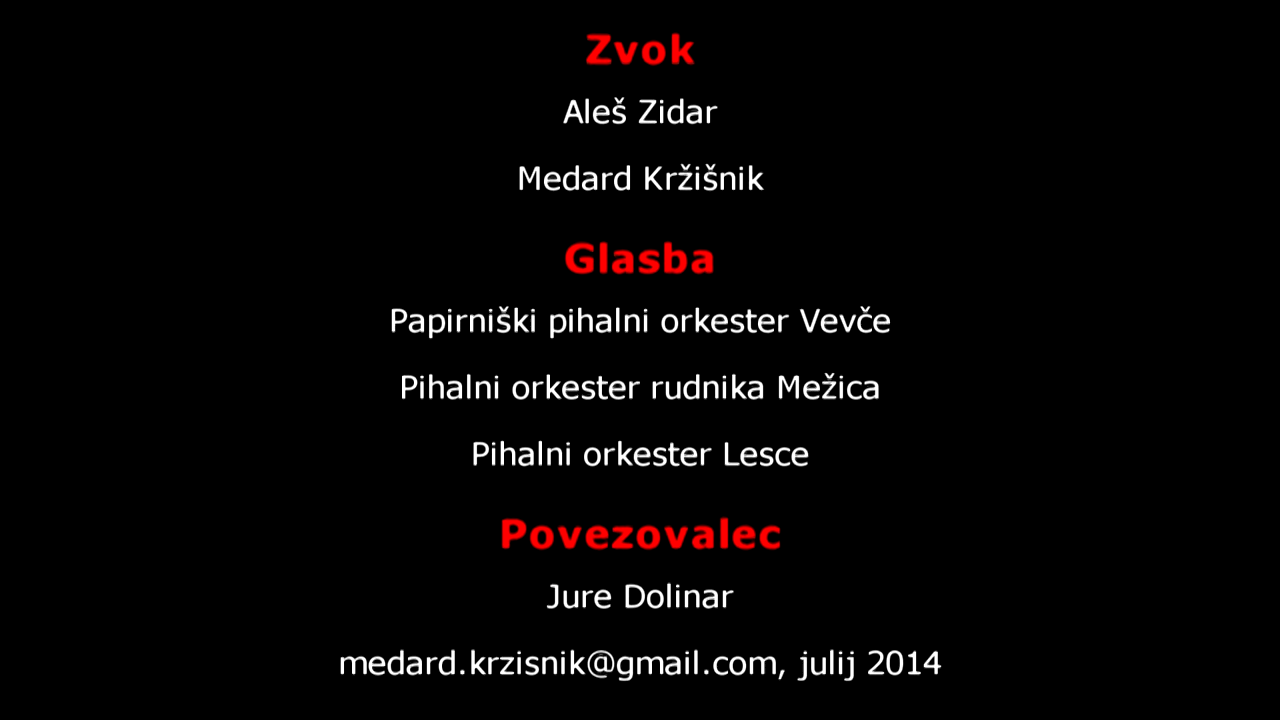 Zvok
Aleš Zidar
Medard Kržišnik
Glasba
Papirniški pihalni orkester Vevče
Pihalni orkester rudnika Mežica
Pihalni orkester Lesce
Povezovalec
Jure Dolinar
medard.krzisnik@gmail.com, julij 2014